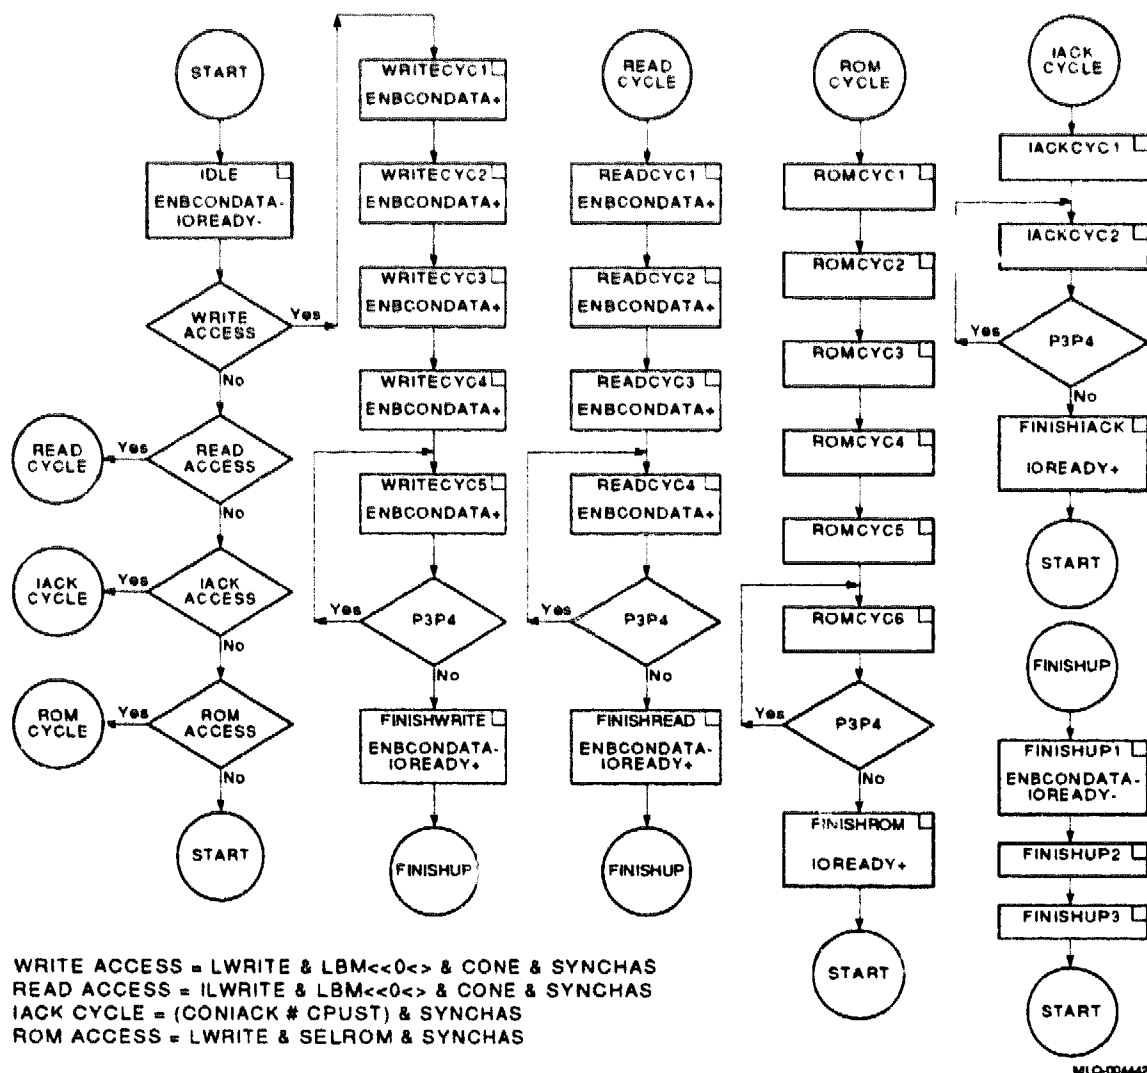 START
IDLE
ENBCONDATA-
IOREADY-
WRITE
ACCESS
Yes
No
READ
ACCESS
Yes
READ
CYCLE
No
IACK
ACCESS
Yes
IACK
CYCLE
No
ROM
ACCESS
Yes
ROM
CYCLE
No
START
WRITECYC1
ENBCONDATA+
WRITECYC2
ENBCONDATA+
WRITECYC3
ENBCONDATA+
WRITECYC4
ENBCONDATA+
WRITECYC5
ENBCONDATA+
P3P4
Yes
No
FINISHWRITE
ENBCONDATA-
IOREADY+
FINISHUP
READ
CYCLE
READCYC1
ENBCONDATA+
READCYC2
ENBCONDATA+
READCYC3
ENBCONDATA+
READCYC4
ENBCONDATA+
P3P4
Yes
No
FINISHREAD
ENBCONDATA-
IOREADY+
FINISHUP
ROM
CYCLE
ROMCYC1
ROMCYC2
ROMCYC3
ROMCYC4
ROMCYC5
ROMCYC6
P3P4
Yes
No
FINISHROM
IOREADY+
START
IACK
CYCLE
IACKCYC1
IACKCYC2
P3P4
Yes
No
FINISHIACK
IOREADY+
START
FINISHUP
FINISHUP1
ENBCONDATA-
IOREADY-
FINISHUP2
FINISHUP3
START
WRITE ACCESS = LWRITE & LBM<<0<> & CONE & SYNCHAS
READ ACCESS = ILWRITE & LBM<<0<> & CONE & SYNCHAS
IACK CYCLE = (CONIACK # CPUST) & SYNCHAS
ROM ACCESS = LWRITE & SELROM & SYNCHAS